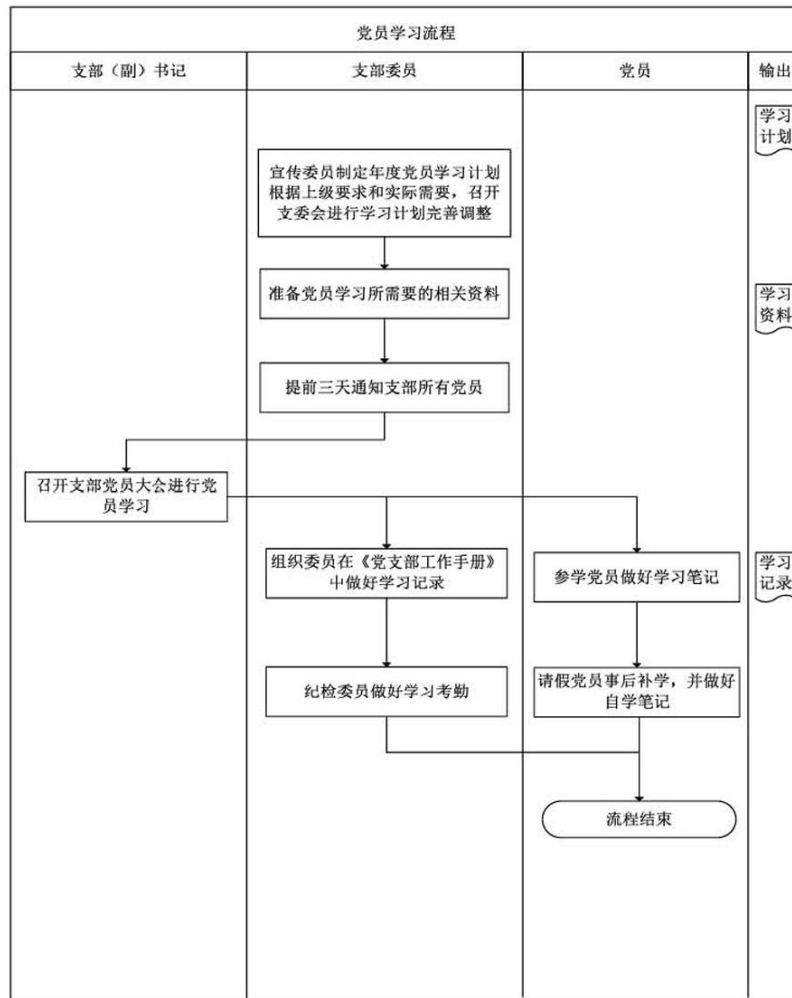 党员学习流程
支部（副）书记
支部委员
党员
输出
学习
计划
宣传委员制定年度党员学习计划
根据上级要求和实际需要，召开
支委会进行学习计划完善调整
准备党员学习所需要的相关资料
学习
资料
提前三天通知支部所有党员
召开支部党员大会进行党
员学习
组织委员在《党支部工作手册》
中做好学习记录
参学党员做好学习笔记
学习
记录
纪检委员做好学习考勤
请假党员事后补学，并做好
自学笔记
流程结束